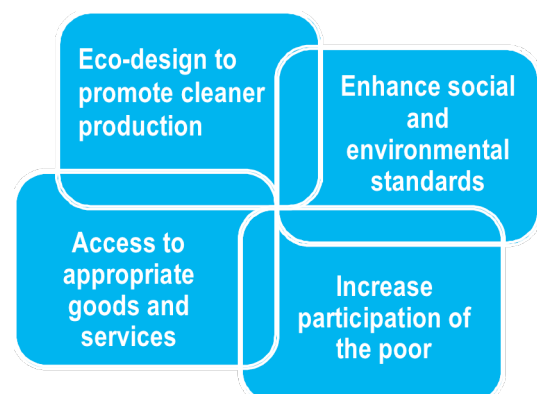 Eco-design to
promote cleaner
production
Enhance social
and
environmental
standards
Access to
appropriate
goods and
services
Increase
participation of
the poor